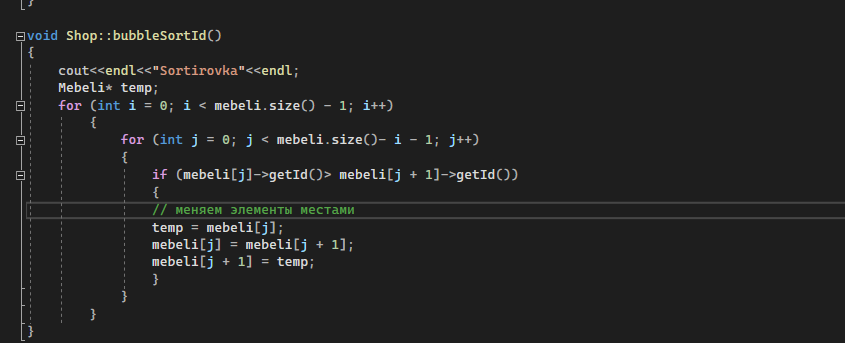 }
void Shop::bubbleSortId()
{
cout<<endl<<"Sortirovka"<<endl;
Mebeli* temp;
for (int i = 0; i < mebeli.size() - 1; i++)
{
for (int j = 0; j < mebeli.size()- i - 1; j++)
{
if (mebeli[j]->getId()> mebeli[j + 1]->getId())
{
// меняем элементы местами
temp = mebeli[j];
mebeli[j] = mebeli[j + 1];
mebeli[j + 1] = temp;
}
}
}
}